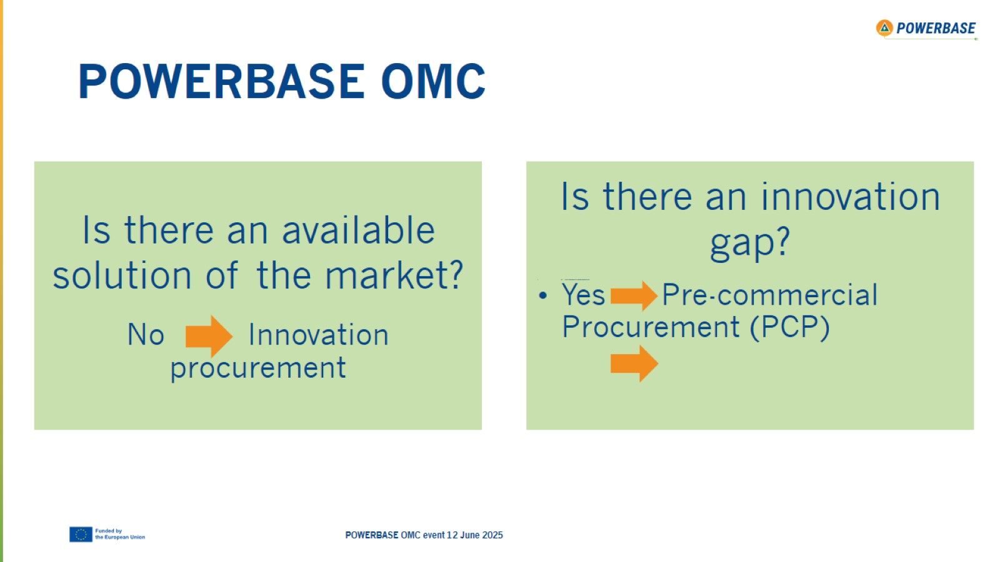 POWERBASE
POWERBASE OMC
Is there an available
solution of the market?
No Innovation
procurement
Is there an innovation
gap?
• Yes Pre-commercial
Procurement (PCP)
Funded by
the European Union
POWERBASE OMC event 12 June 2025